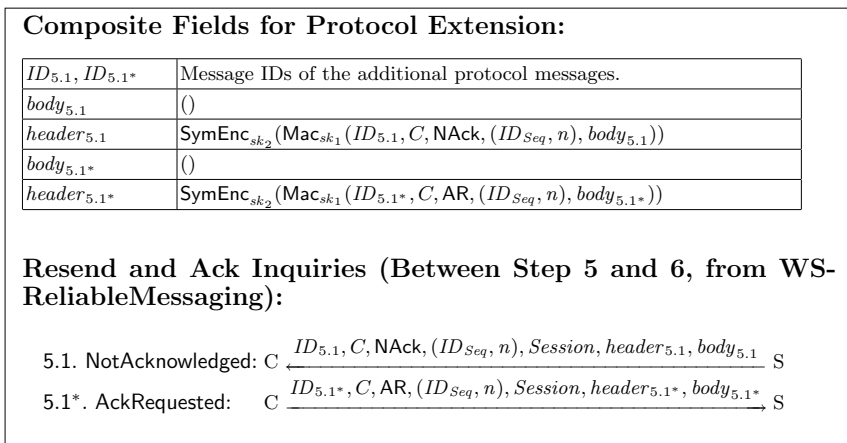 Composite Fields for Protocol Extension:
ID5.1, ID5.1* Message IDs of the additional protocol messages.
body5.1 ()
header5.1 SymEncsk2(Macsk1(ID5.1, C, NAck, (IDSeq, n), body5.1))
body5.1* ()
header5.1* SymEncsk2(Macsk1(ID5.1*, C, AR, (IDSeq, n), body5.1*))
Resend and Ack Inquiries (Between Step 5 and 6, from WS-
ReliableMessaging):
5.1. NotAcknowledged: C ID5.1, C, NAck, (IDSeq, n), Session, header5.1, body5.1 S
5.1*. AckRequested: C ID5.1*, C, AR, (IDSeq, n), Session, header5.1*, body5.1* S